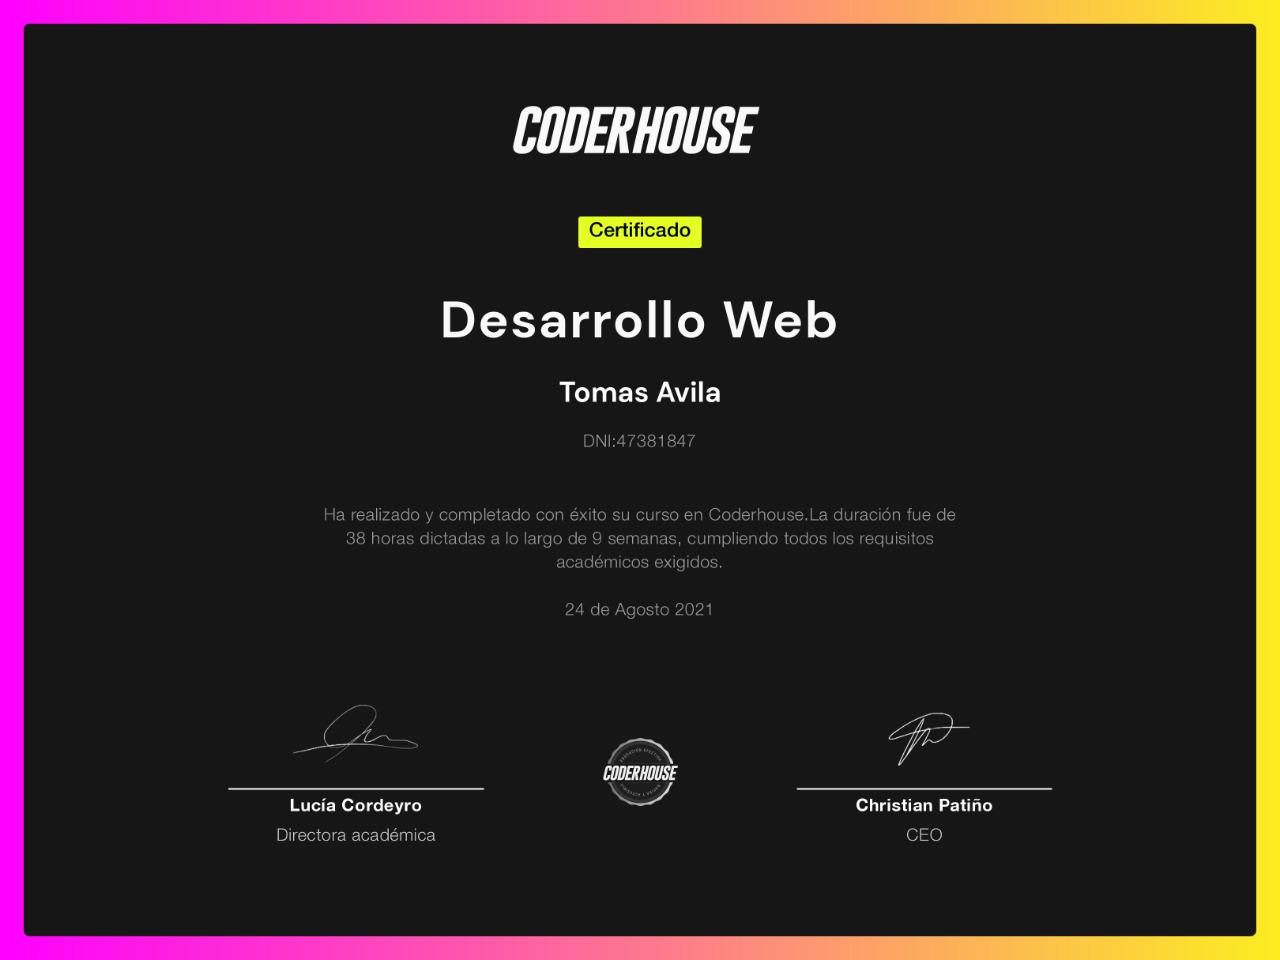 CODERHOUSE
Certificado
Desarrollo Web
Tomas Avila
DNI:47381847
Ha realizado y completado con éxito su curso en Coderhouse.La duración fue de
38 horas dictadas a lo largo de 9 semanas, cumpliendo todos los requisitos
académicos exigidos.
24 de Agosto 2021
CODERHOUSE
Lucía Cordeyro
Directora académica
Christian Patiño
CEO